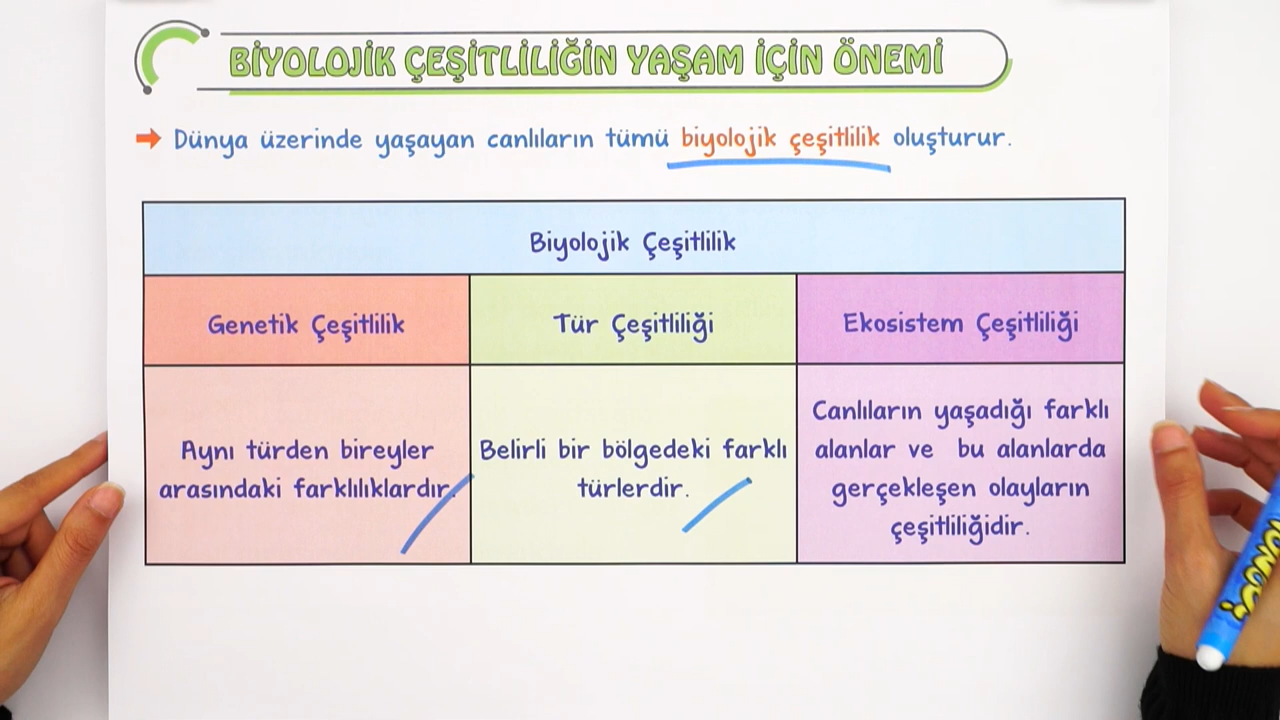 BİYOLOJİK ÇEŞİTLİLİĞİN YAŞAM İÇİN ÖNEMİ
Dünya üzerinde yaşayan canlıların tümü biyolojik çeşitlilik oluşturur.
Biyolojik Çeşitlilik
Genetik Çeşitlilik
Tür Çeşitliliği
Ekosistem Çeşitliliği
Aynı türden bireyler
arasındaki farklılıklardır.
Belirli bir bölgedeki farklı
türlerdir.
Canlıların yaşadığı farklı
alanlar ve bu alanlarda
gerçekleşen olayların
çeşitliliğidir.